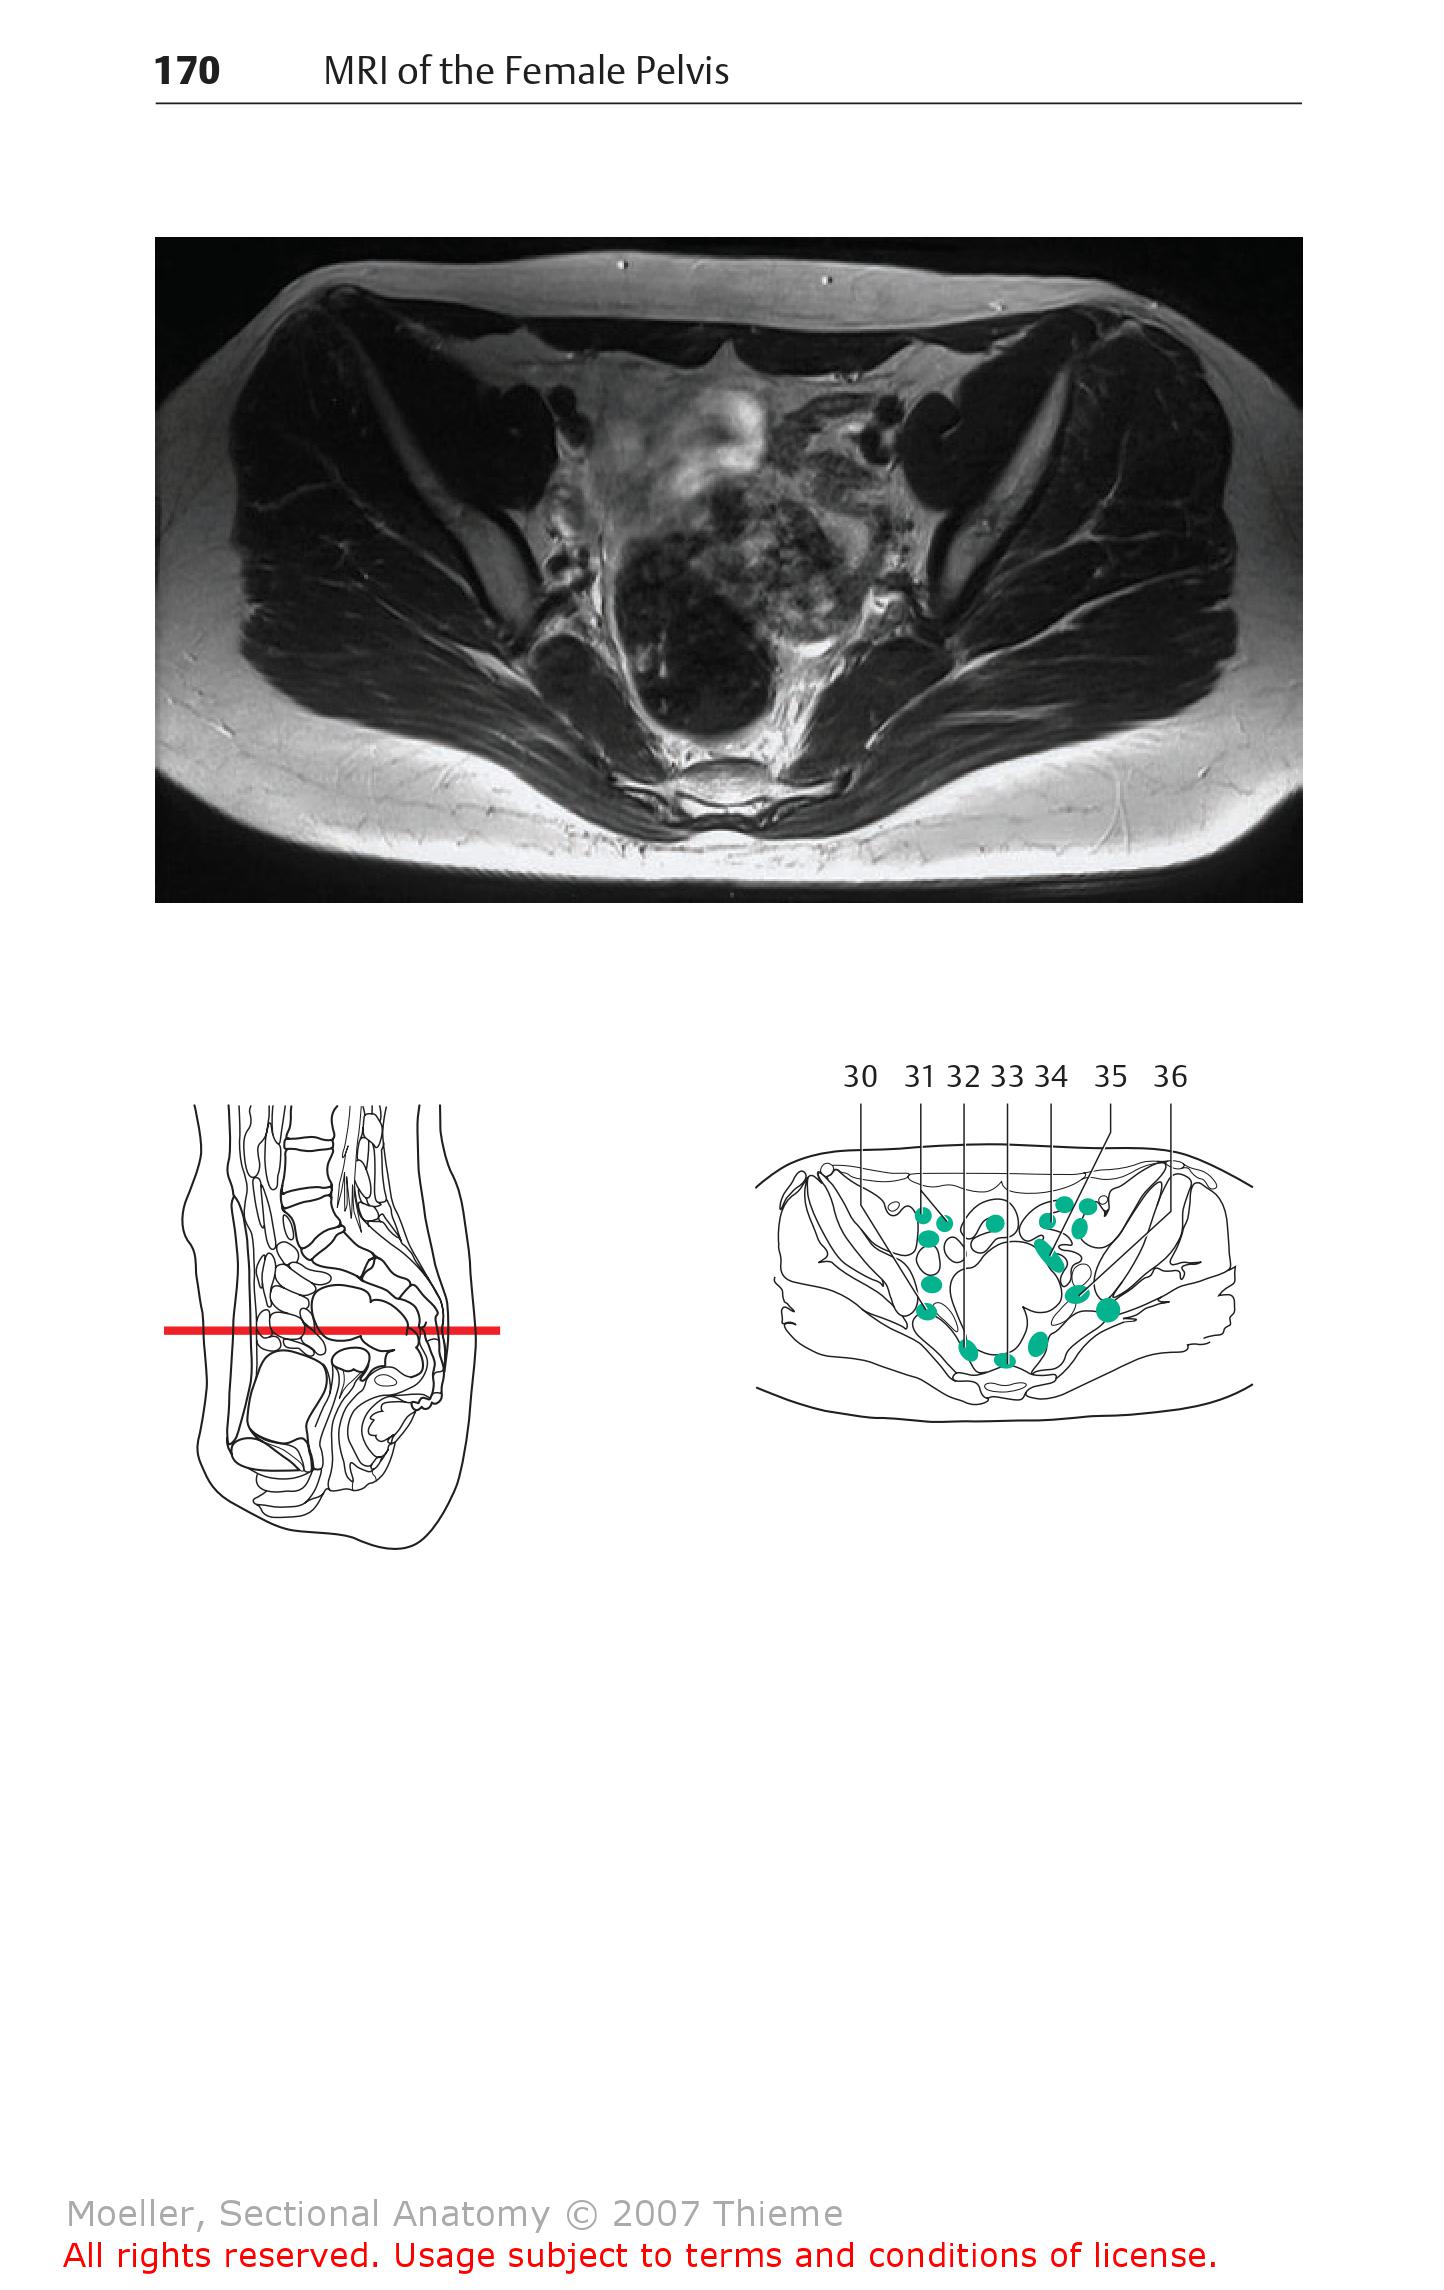 170 MRI of the Female Pelvis
30 31 32 33 34 35 36
Moeller, Sectional Anatomy © 2007 Thieme
All rights reserved. Usage subject to terms and conditions of license.